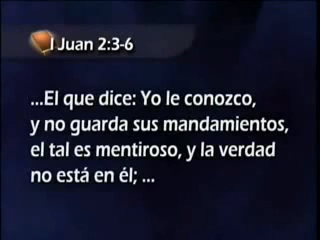 I Juan 2:3-6
...El que dice: Yo le conozco,
y no guarda sus mandamientos,
el tal es mentiroso, y la verdad
no está en él; ...